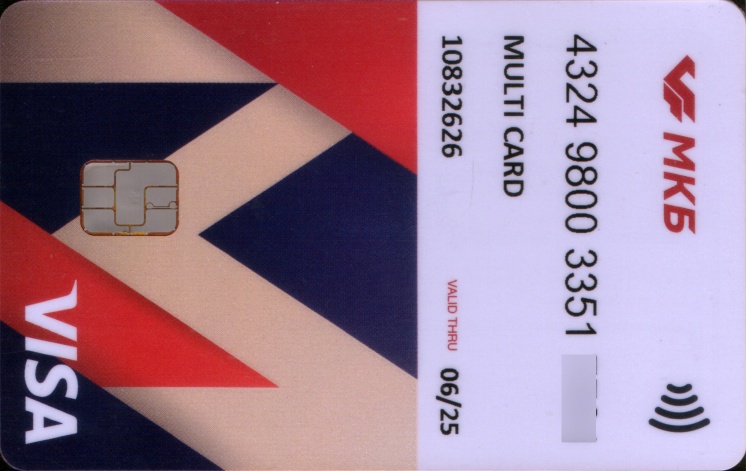 МКБ
4324 9800 3351
MULTI CARD
10832626
VALID THRU 06/25
VISA